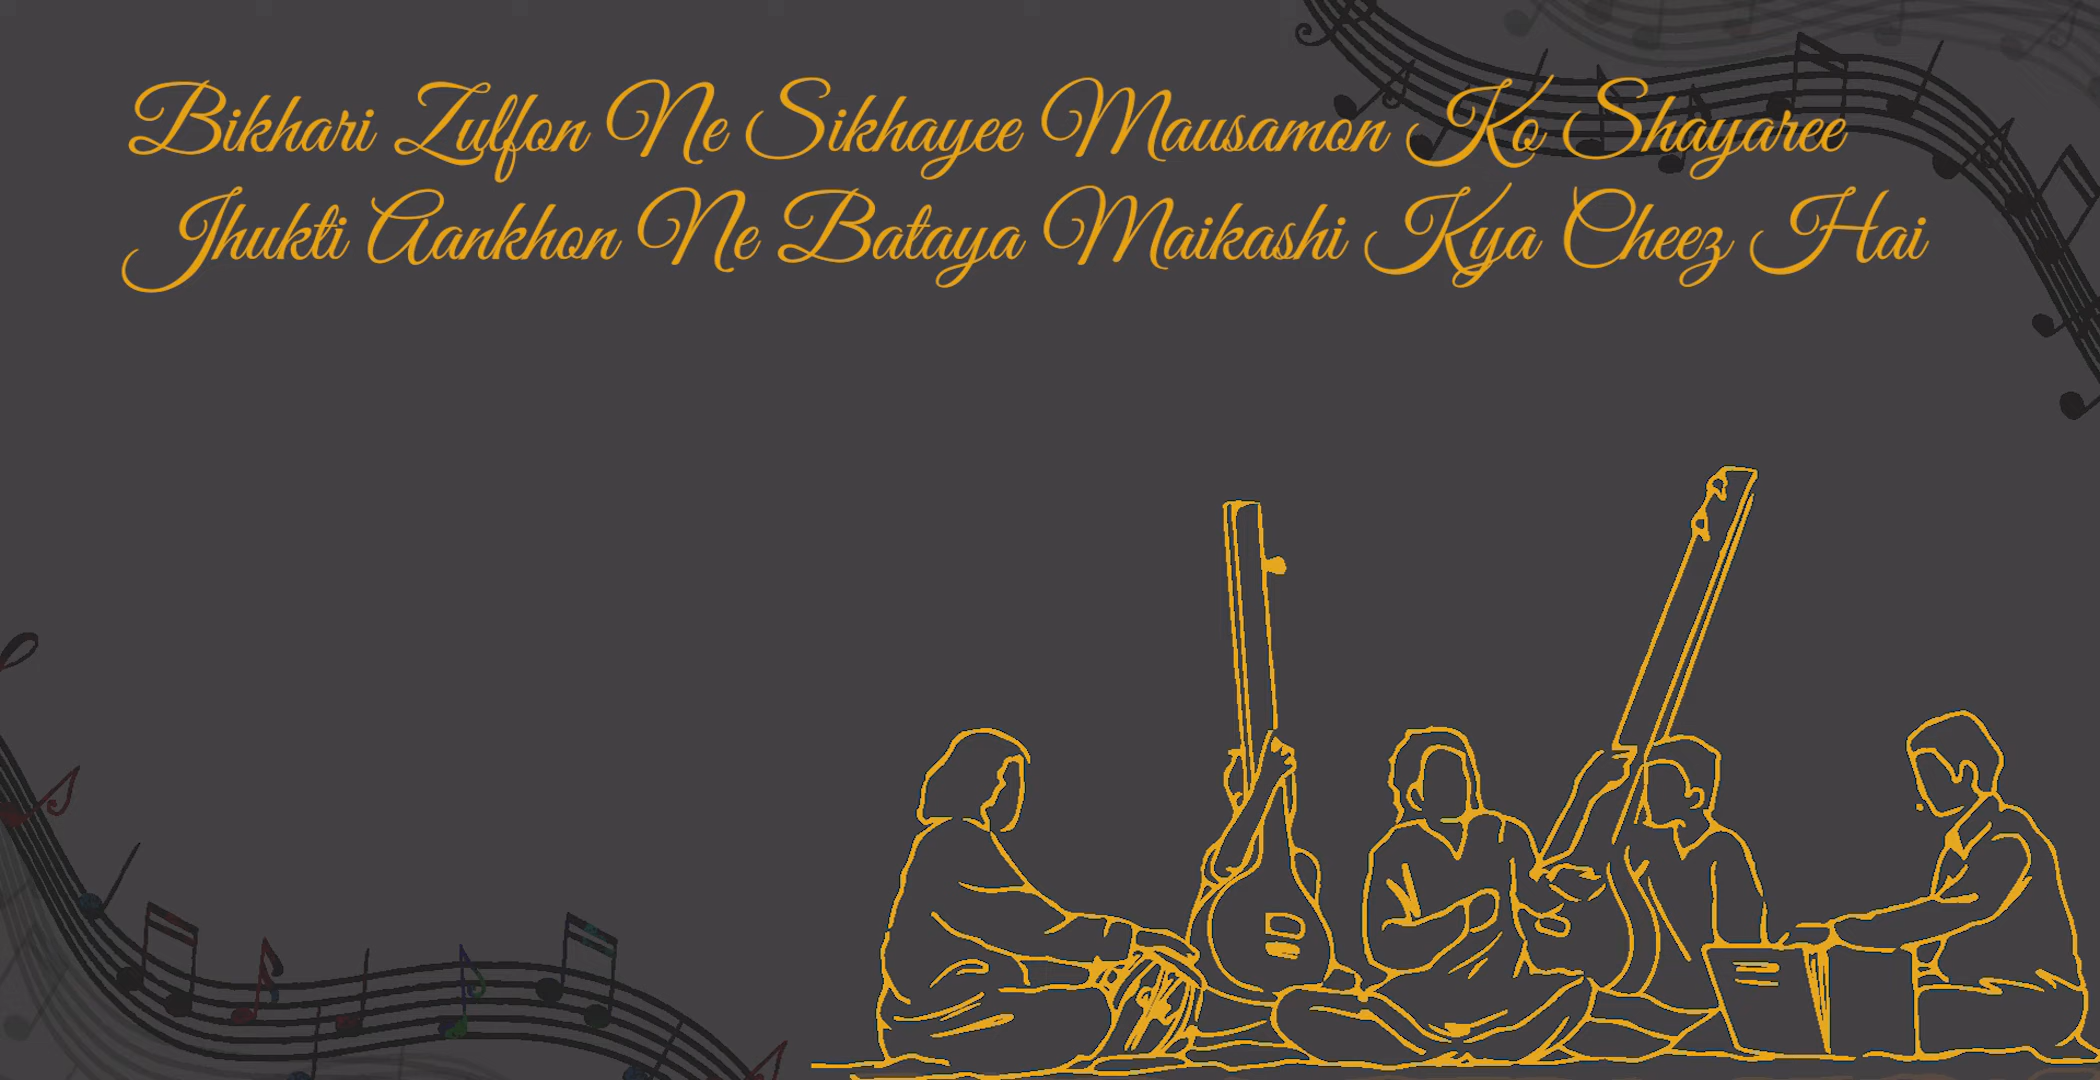 Bikhari Zulfon Ne Sikhayee Mausamon Ko Shayaree
Jhukti Aankhon Ne Bataya Maikashi Kya Cheez Hai